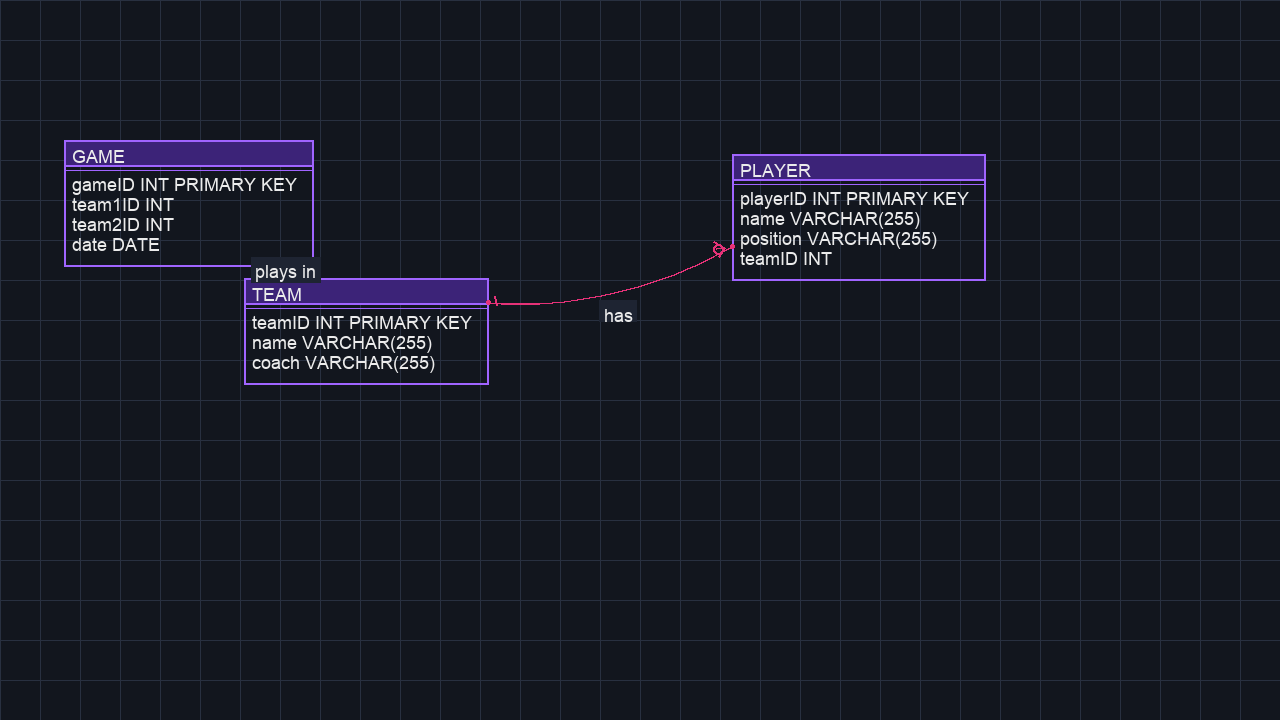 GAME
gameID INT PRIMARY KEY
team1ID INT
team2ID INT
date DATE
plays in
TEAM
teamID INT PRIMARY KEY
name VARCHAR(255)
coach VARCHAR(255)
has
PLAYER
playerID INT PRIMARY KEY
name VARCHAR(255)
position VARCHAR(255)
teamID INT